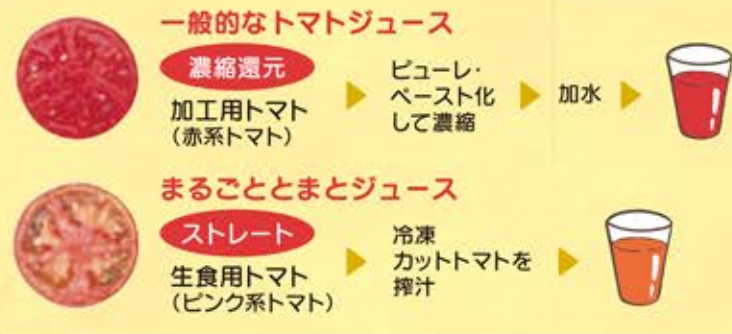 一般的なトマトジュース
濃縮還元
加工用トマト
(赤系トマト)
ピューレ・
ペースト化
して濃縮
加水
まるごととまとジュース
ストレート
生食用トマト
(ピンク系トマト)
冷凍
カットトマトを
搾汁